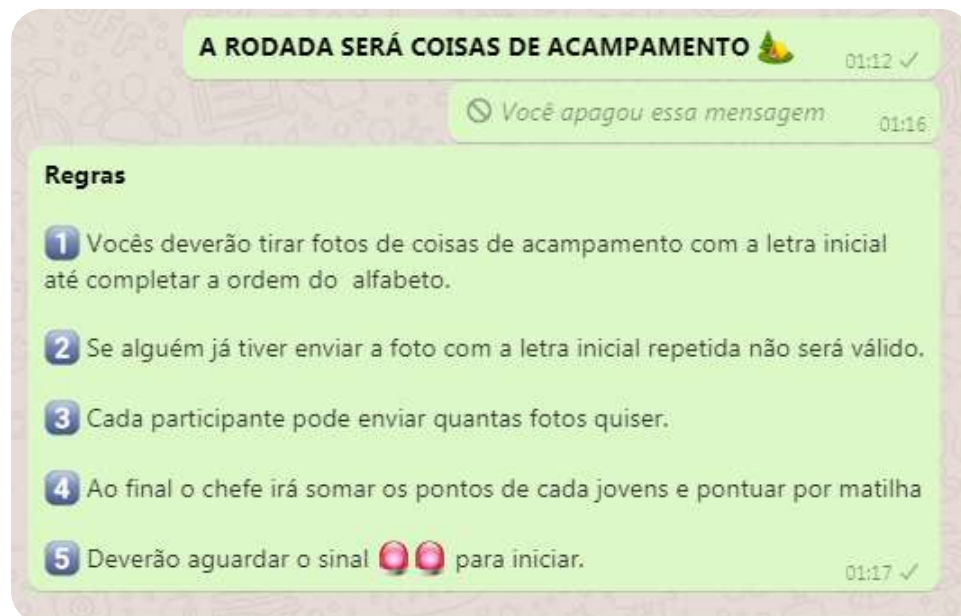 A RODADA SERÁ COISAS DE ACAMPAMENTO 🏕️ 01:12 ✓
🚫 Você apagou essa mensagem 01:16
Regras
1️⃣ Vocês deverão tirar fotos de coisas de acampamento com a letra inicial
até completar a ordem do alfabeto.
2️⃣ Se alguém já tiver enviar a foto com a letra inicial repetida não será válido.
3️⃣ Cada participante pode enviar quantas fotos quiser.
4️⃣ Ao final o chefe irá somar os pontos de cada jovens e pontuar por matilha
5️⃣ Deverão aguardar o sinal 🚨🚨 para iniciar.
01:17 ✓